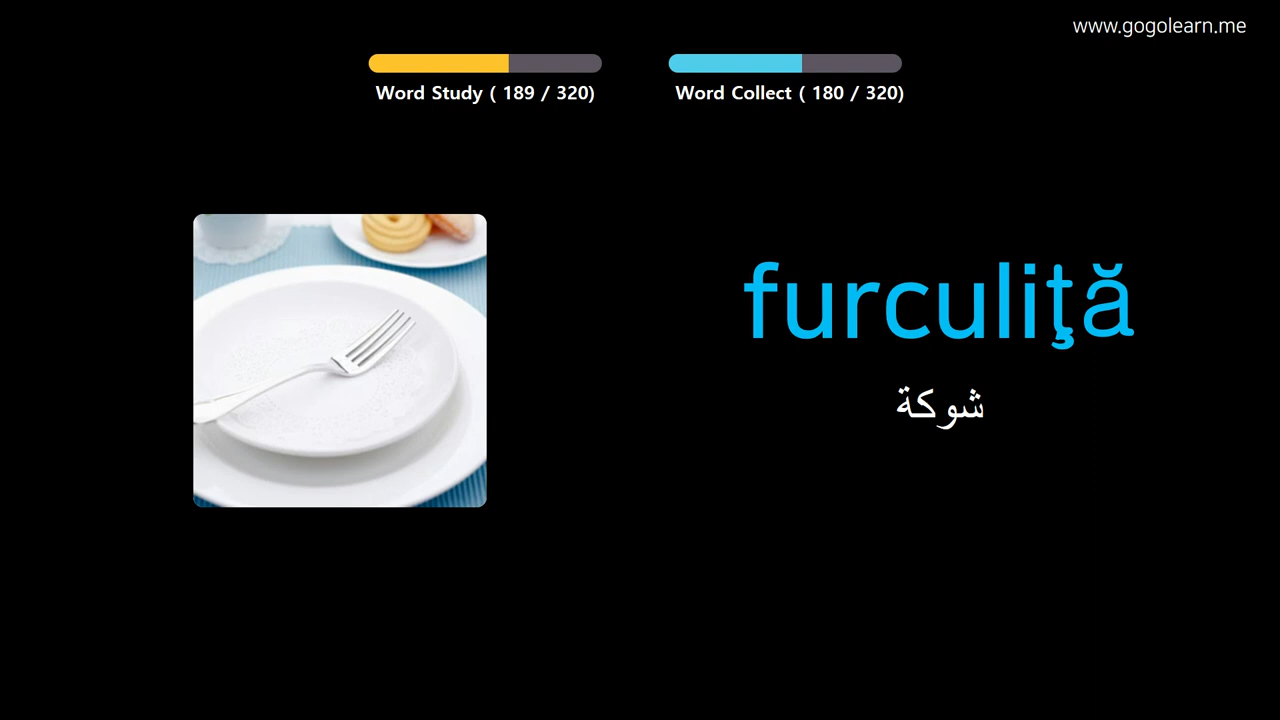 www.gogolearn.me
Word Study ( 189 / 320)
Word Collect ( 180 / 320)
furculiţă
شوكة